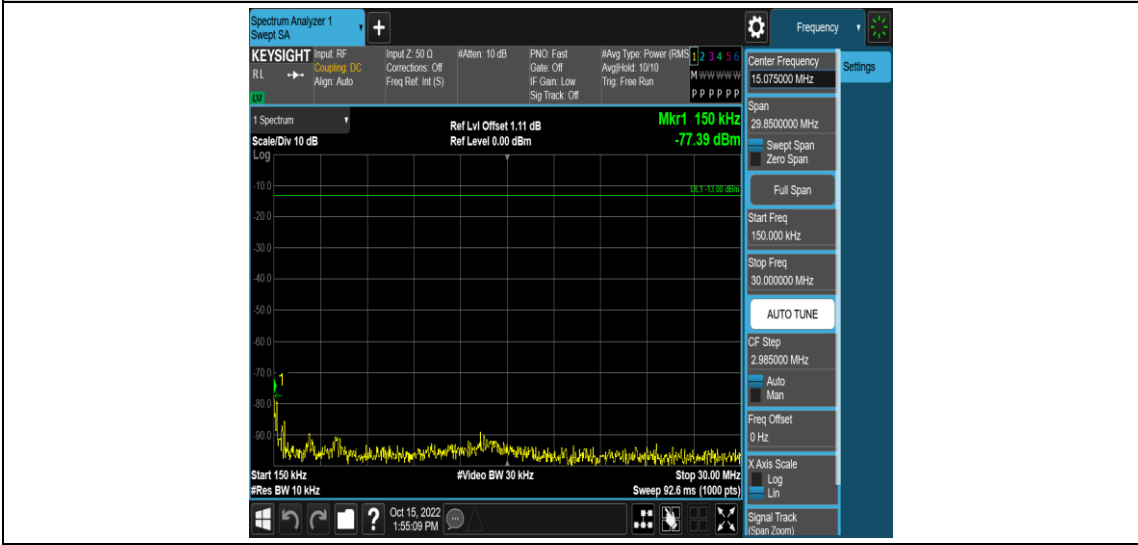 Spectrum Analyzer 1
Swept SA
+
Frequency
KEYSIGHT
RL
LM
Input: RF
Coupling: DC
Align: Auto
Input Z: 50 Ω
Corrections: Off
Freq Ref: Int (S)
#Atten: 10 dB
PNO: Fast
Gate: Off
IF Gain: Low
Sig Track: Off
#Avg Type: Power (RMS
Avg|Hold: 10/10
Trig: Free Run
1 2 3 4 5 6
M W W W W W
P P P P P P
1 Spectrum
Scale/Div 10 dB
Log
Ref Lvl Offset 1.11 dB
Ref Level 0.00 dBm
Mkr1 150 kHz
-77.39 dBm
DL1 -13.00 dBm
-10.0
-20.0
-30.0
-40.0
-50.0
-60.0
-70.0
1
-80.0
-90.0
Start 150 kHz
#Res BW 10 kHz
#Video BW 30 kHz
Stop 30.00 MHz
Sweep 92.6 ms (1000 pts)
Center Frequency
15.075000 MHz
Settings
Span
29.8500000 MHz
Swept Span
Zero Span
Full Span
Start Freq
150.000 kHz
Stop Freq
30.000000 MHz
AUTO TUNE
CF Step
2.985000 MHz
Auto
Man
Freq Offset
0 Hz
X Axis Scale
Log
Lin
Signal Track
(Span Zoom)
?
Oct 15, 2022
1:55:09 PM